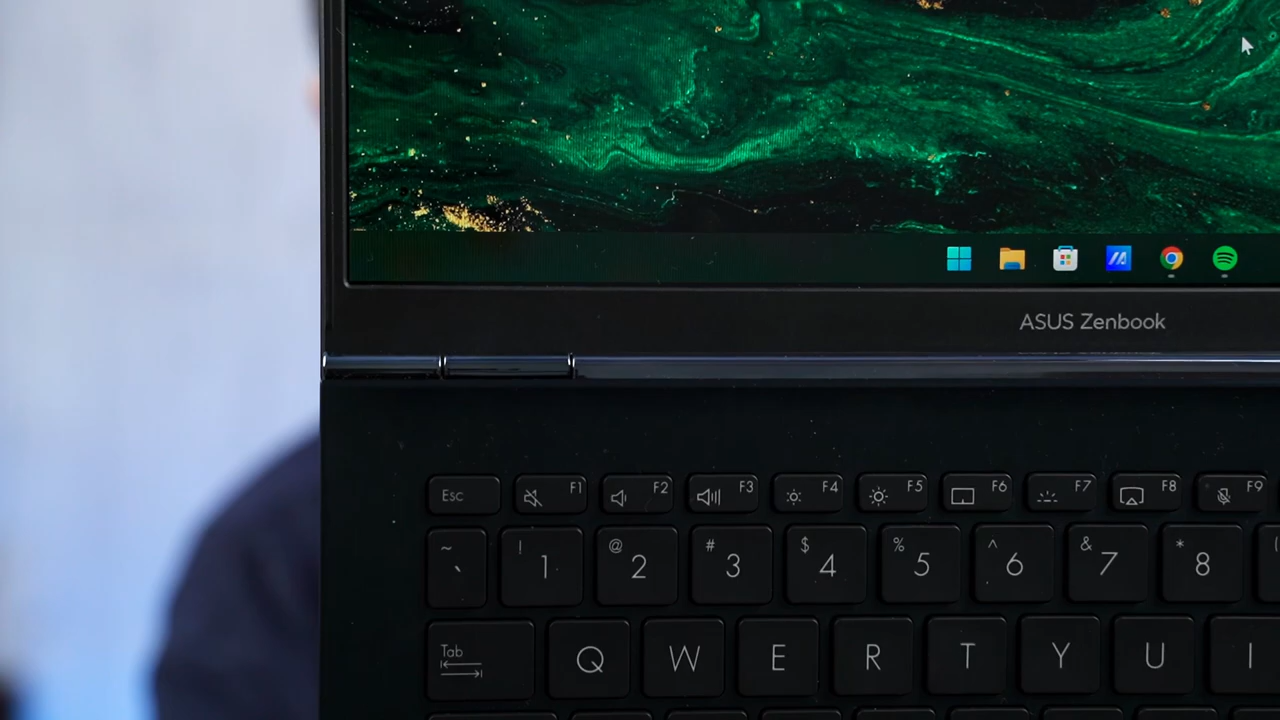 ASUS Zenbook
Esc F1 F2 F3 F4 F5 F6 F7 F8 F9
~ ` ! 1 @ 2 # 3 $ 4 % 5 ^ 6 & 7 * 8 (
Tab Q W E R T Y U I